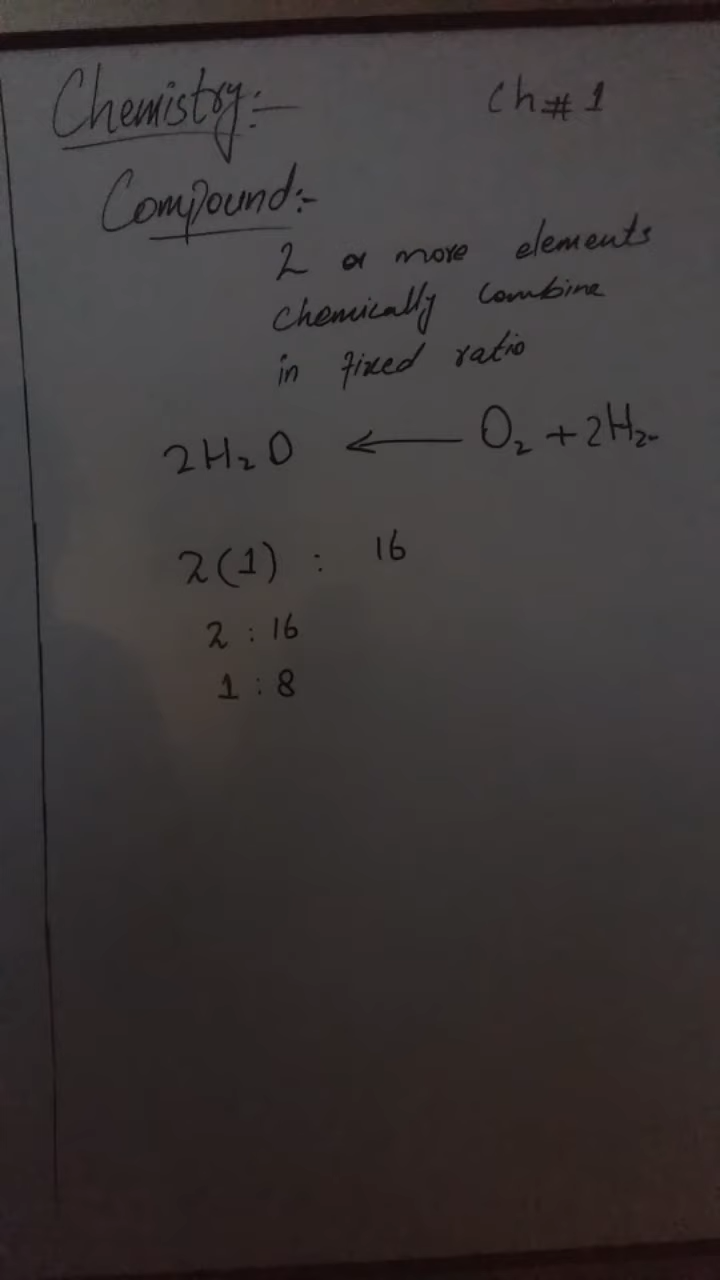 Chemistry:- Ch#1
Compound:-
2 or more elements
chemically combine
in fixed ratio
2H₂O ← O₂ + 2H₂
2(1) : 16
2 : 16
1 : 8